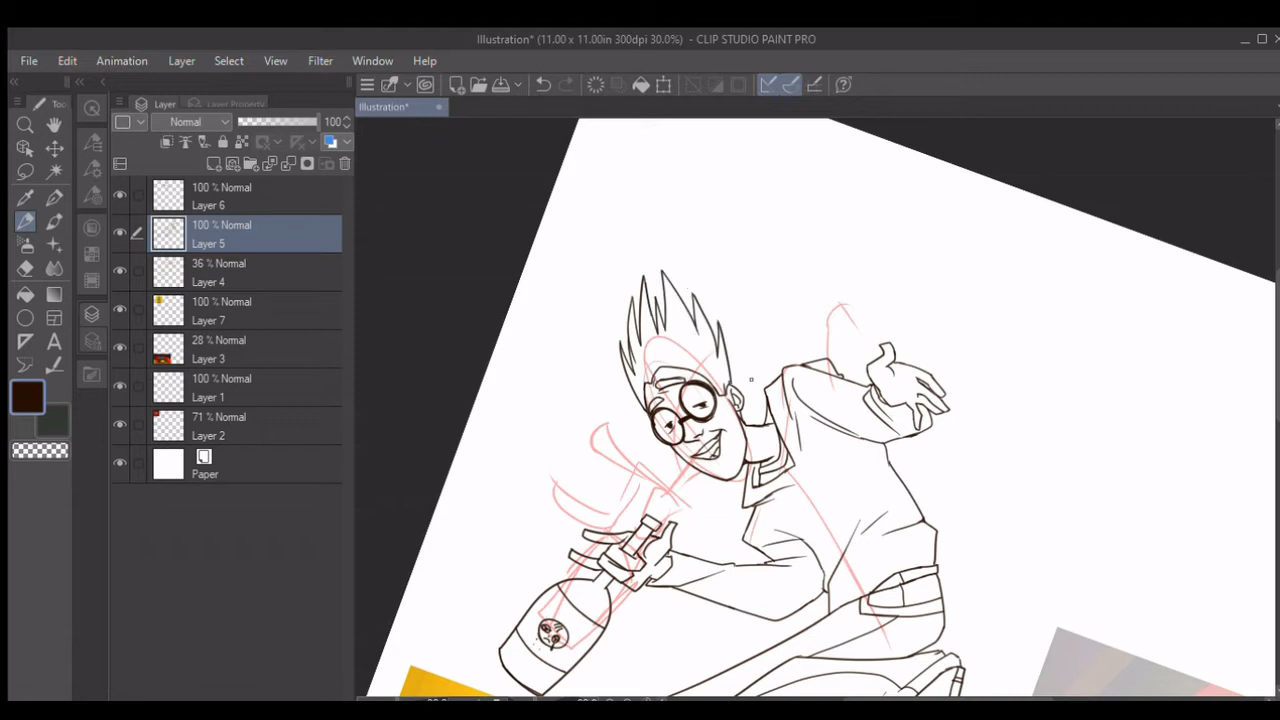 Illustration* (11.00 x 11.00in 300dpi 30.0%) - CLIP STUDIO PAINT PRO
File Edit Animation Layer Select View Filter Window Help
Illustration*
Too
Layer Layer Property
Normal 100
100 % Normal
Layer 6
100 % Normal
Layer 5
36 % Normal
Layer 4
100 % Normal
Layer 7
28 % Normal
Layer 3
100 % Normal
Layer 1
71 % Normal
Layer 2
Paper